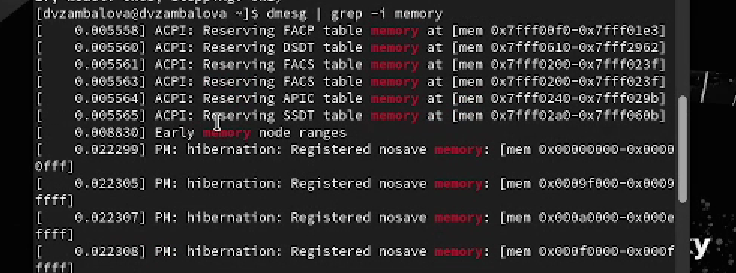 [dvzambalova@dvzambalova ~]$ dmesg | grep -i memory
[    0.005558] ACPI: Reserving FACP table memory at [mem 0x7fff00f0-0x7fff01e3]
[    0.005560] ACPI: Reserving DSDT table memory at [mem 0x7fff0610-0x7fff2962]
[    0.005561] ACPI: Reserving FACS table memory at [mem 0x7fff0200-0x7fff023f]
[    0.005563] ACPI: Reserving FACS table memory at [mem 0x7fff0200-0x7fff023f]
[    0.005564] ACPI: Reserving APIC table memory at [mem 0x7fff0240-0x7fff029b]
[    0.005565] ACPI: Reserving SSDT table memory at [mem 0x7fff02a0-0x7fff060b]
[    0.008830] Early memory node ranges
[    0.022299] PM: hibernation: Registered nosave memory: [mem 0x00000000-0x0000
0fff]
[    0.022305] PM: hibernation: Registered nosave memory: [mem 0x0009f000-0x0009
ffff]
[    0.022307] PM: hibernation: Registered nosave memory: [mem 0x000a0000-0x000e
ffff]
[    0.022308] PM: hibernation: Registered nosave memory: [mem 0x000f0000-0x000f
ffff]